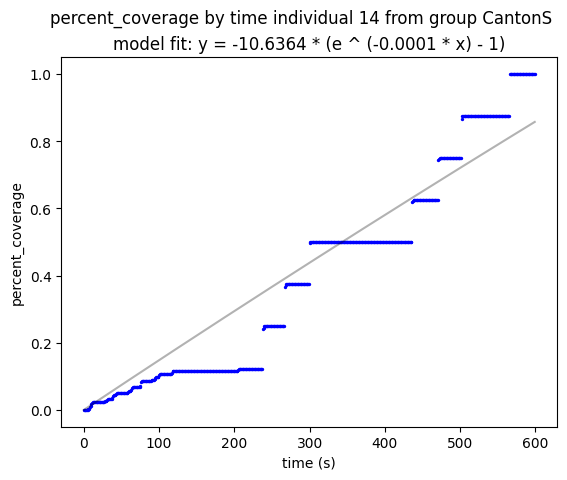 percent_coverage by time individual 14 from group CantonS
model fit: y = -10.6364 * (e ^ (-0.0001 * x) - 1)
1.0
0.8
0.6
0.4
0.2
0.0
percent_coverage
0 100 200 300 400 500 600
time (s)